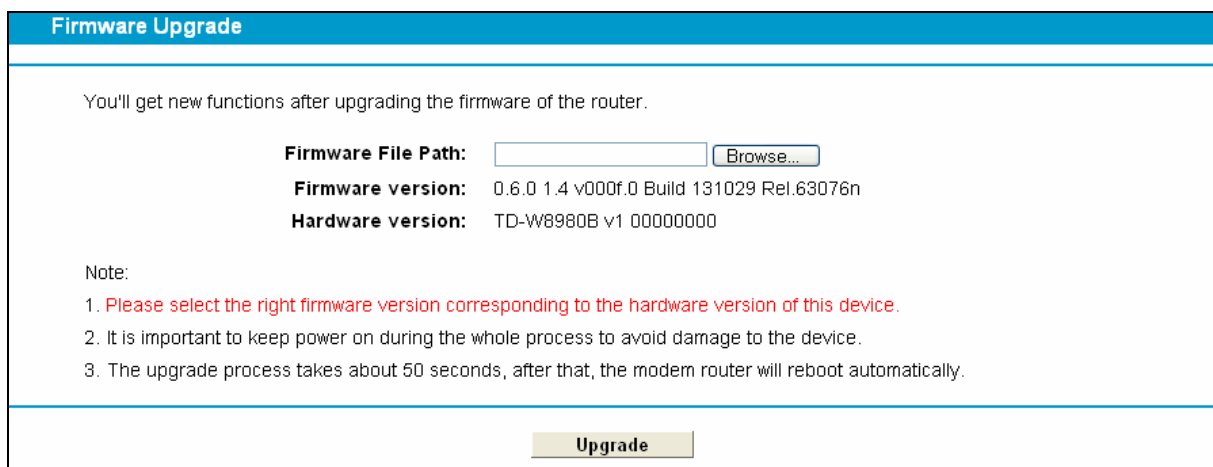 Firmware Upgrade
You'll get new functions after upgrading the firmware of the router.
Firmware File Path: Browse...
Firmware version: 0.6.0 1.4 v000f.0 Build 131029 Rel.63076n
Hardware version: TD-W8980B v1 00000000
Note:
1. Please select the right firmware version corresponding to the hardware version of this device.
2. It is important to keep power on during the whole process to avoid damage to the device.
3. The upgrade process takes about 50 seconds, after that, the modem router will reboot automatically.
Upgrade